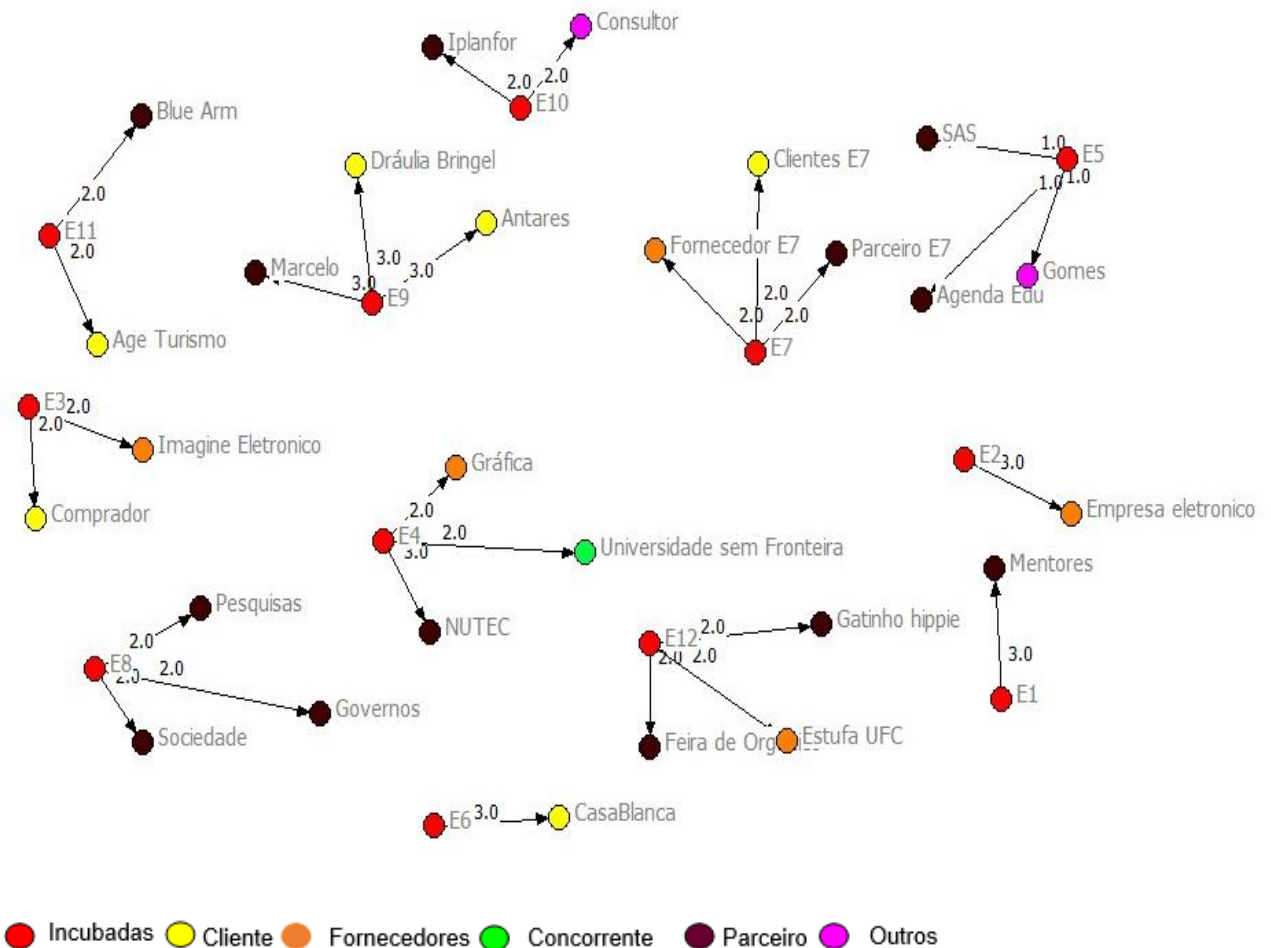 Consultor
Iplanfor
2.0 2.0
E10
Blue Arm
SAS
1.0
E5
Dráulia Bringel
Clientes E7
1.0 1.0
2.0
Antares
E11
2.0
Fornecedor E7
Parceiro E7
3.0
Marcelo
3.0
Gomes
3.0
E9
2.0
Agenda Edu
2.0
2.0
Age Turismo
E7
E3 2.0
2.0
Imagine Eletronico
Gráfica
E2 3.0
Comprador
2.0
Empresa eletronico
E4 2.0
3.0
Universidade sem Fronteira
Mentores
Pesquisas
NUTEC
Gatinho hippie
2.0
E12 2.0
2.0 2.0
3.0
E8 2.0
2.0
E1
Governos
Sociedade
Feira de Org
Estufa UFC
E6 3.0
CasaBlanca
Incubadas Cliente Fornecedores Concorrente Parceiro Outros